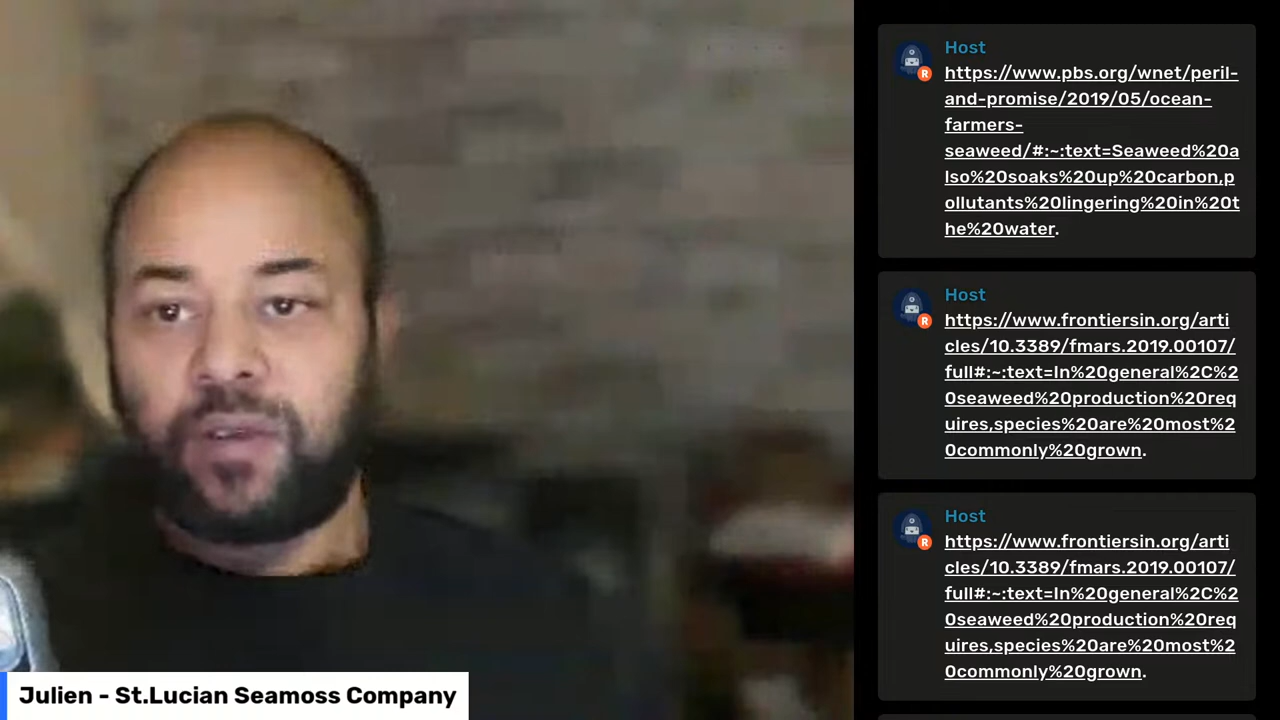 Host
https://www.pbs.org/wnet/peril-
and-promise/2019/05/ocean-
farmers-
seaweed/#:~:text=Seaweed%20a
lso%20soaks%20up%20carbon,p
ollutants%20lingering%20in%20t
he%20water.
Host
https://www.frontiersin.org/arti
cles/10.3389/fmars.2019.00107/
full#:~:text=In%20general%2C%2
0seaweed%20production%20req
uires,species%20are%20most%2
0commonly%20grown.
Host
https://www.frontiersin.org/arti
cles/10.3389/fmars.2019.00107/
full#:~:text=In%20general%2C%2
0seaweed%20production%20req
uires,species%20are%20most%2
0commonly%20grown.
Julien - St.Lucian Seamoss Company